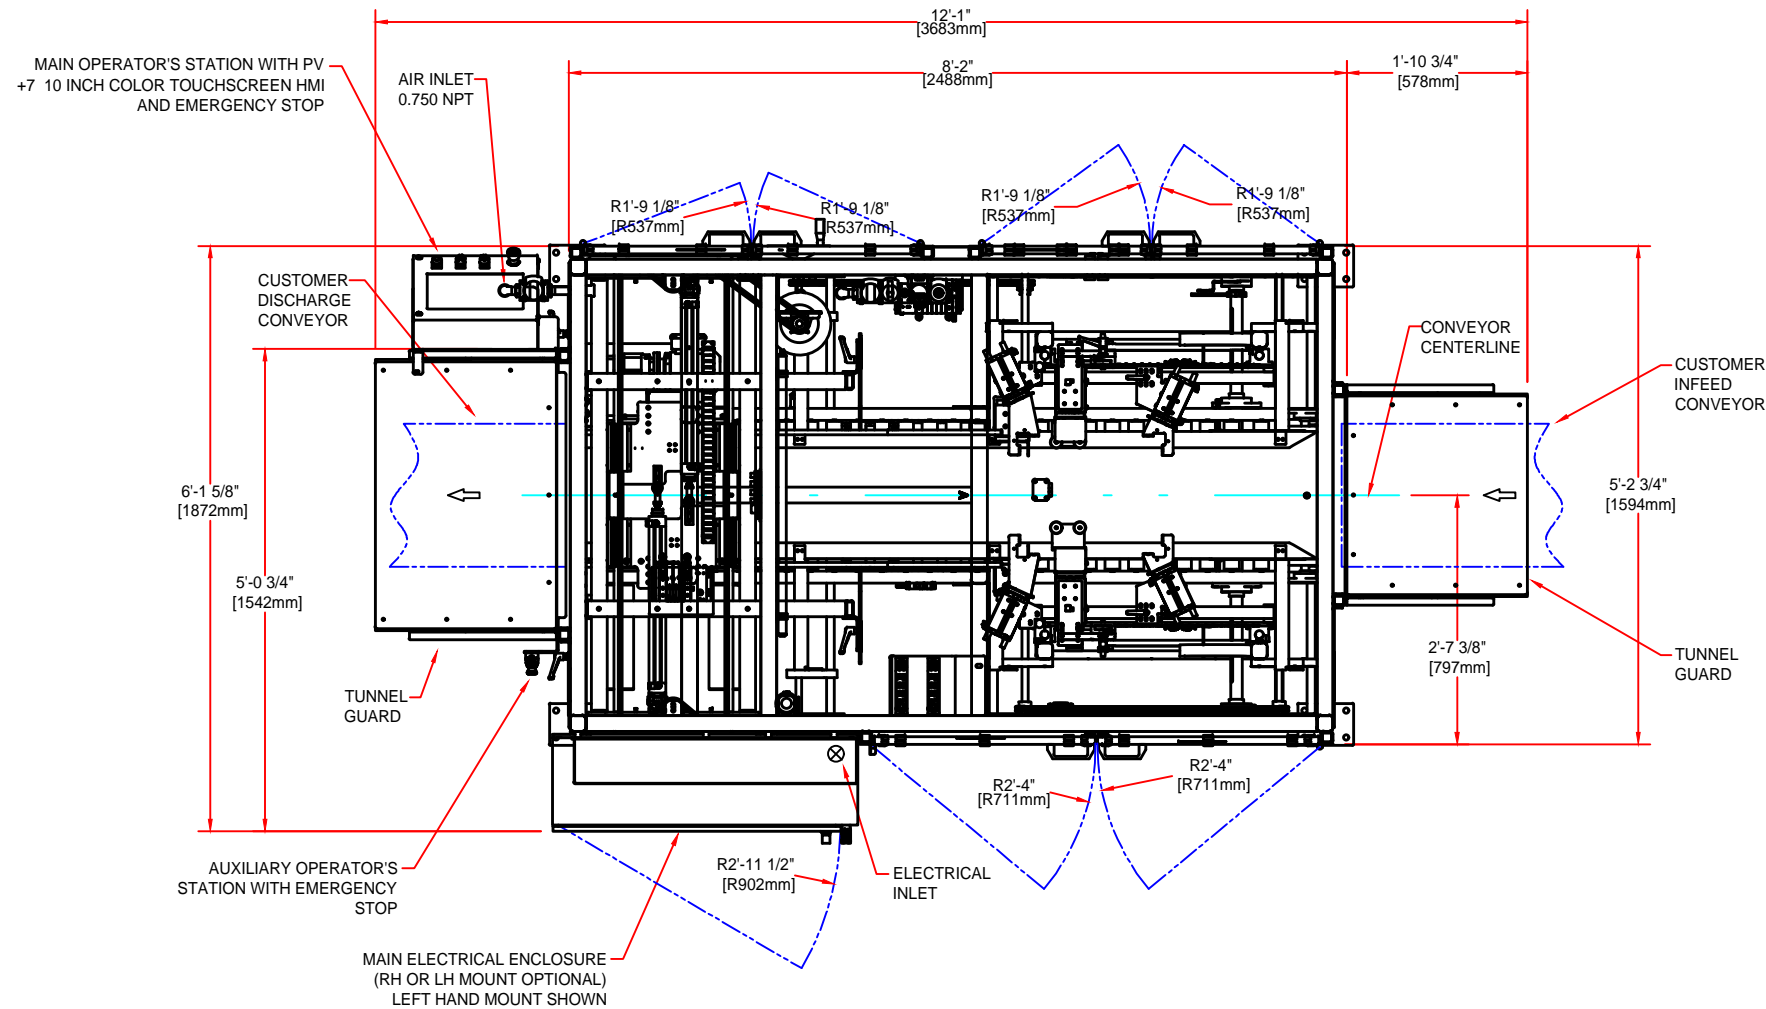 12'-1"
[3683mm]
8'-2"
[2488mm]
1'-10 3/4"
[578mm]
MAIN OPERATOR'S STATION WITH PV
+7 10 INCH COLOR TOUCHSCREEN HMI
AND EMERGENCY STOP
AIR INLET
0.750 NPT
R1'-9 1/8"
[R537mm]
R1'-9 1/8"
[R537mm]
R1'-9 1/8"
[R537mm]
R1'-9 1/8"
[R537mm]
CUSTOMER
DISCHARGE
CONVEYOR
CONVEYOR
CENTERLINE
CUSTOMER
INFEED
CONVEYOR
6'-1 5/8"
[1872mm]
5'-2 3/4"
[1594mm]
5'-0 3/4"
[1542mm]
2'-7 3/8"
[797mm]
TUNNEL
GUARD
TUNNEL
GUARD
R2'-4"
[R711mm]
R2'-4"
[R711mm]
AUXILIARY OPERATOR'S
STATION WITH EMERGENCY
STOP
R2'-11 1/2"
[R902mm]
ELECTRICAL
INLET
MAIN ELECTRICAL ENCLOSURE
(RH OR LH MOUNT OPTIONAL)
LEFT HAND MOUNT SHOWN